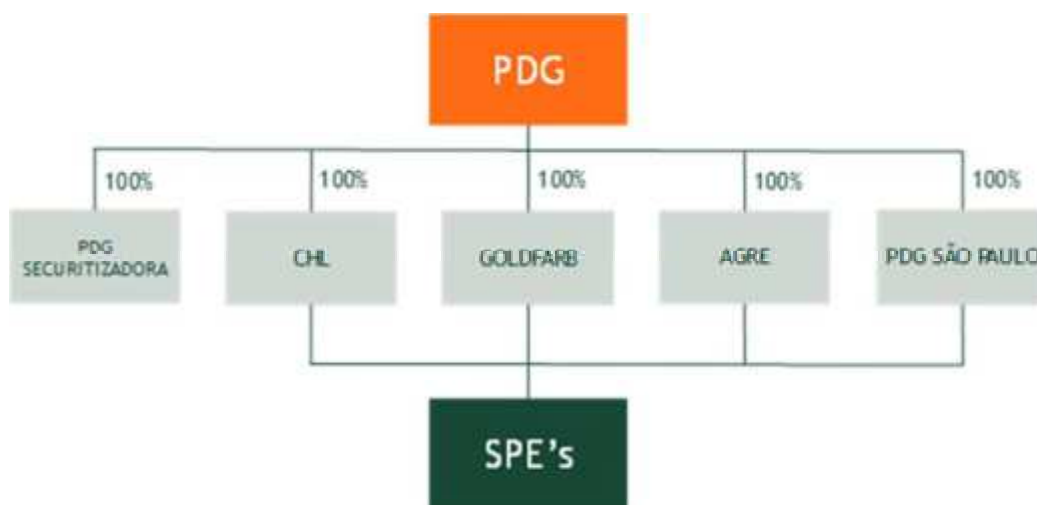 PDG
100%
100%
100%
100%
100%
PDG
SECURITIZADORA
CHL
GOLDFARB
AGRE
PDG SÃO PAULO
SPE's